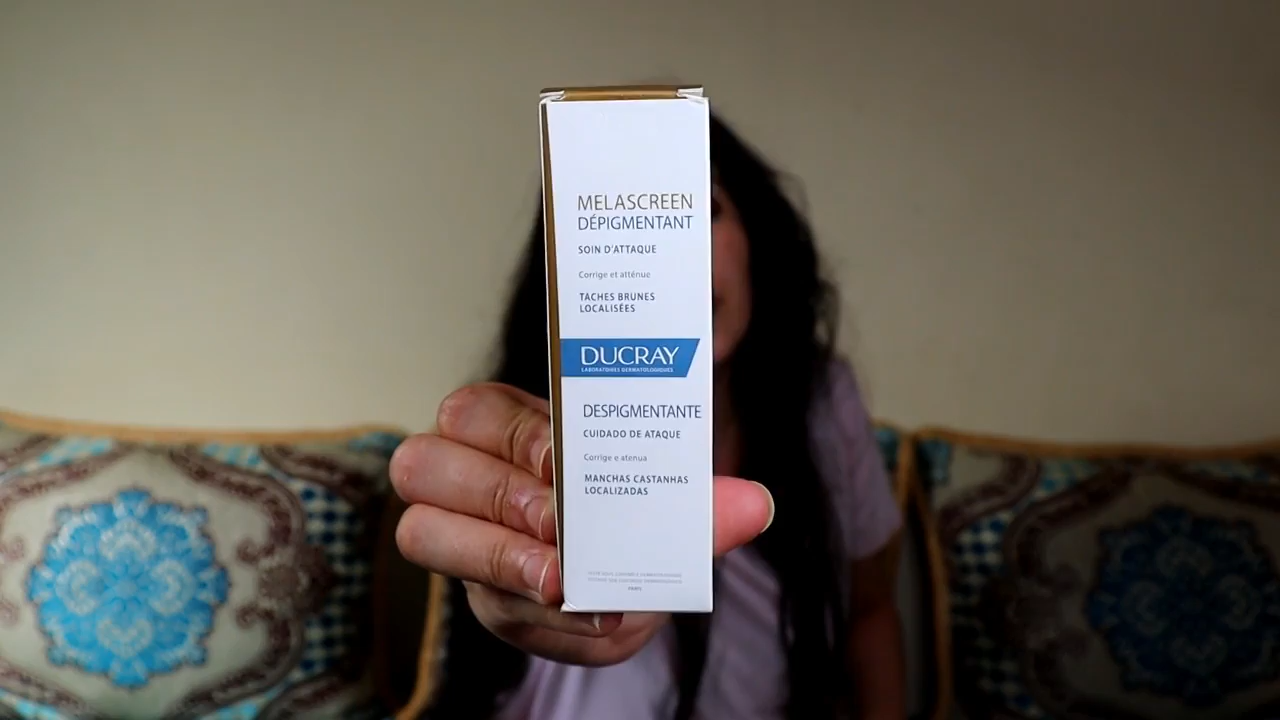 MELASCREEN
DÉPIGMENTANT
SOIN D'ATTAQUE
Corrige et atténue
TACHES BRUNES
LOCALISÉES
DUCRAY
LABORATOIRES DERMATOLOGIQUES
DESPIGMENTANTE
CUIDADO DE ATAQUE
Corrige e atenua
MANCHAS CASTANHAS
LOCALIZADAS
PARIS